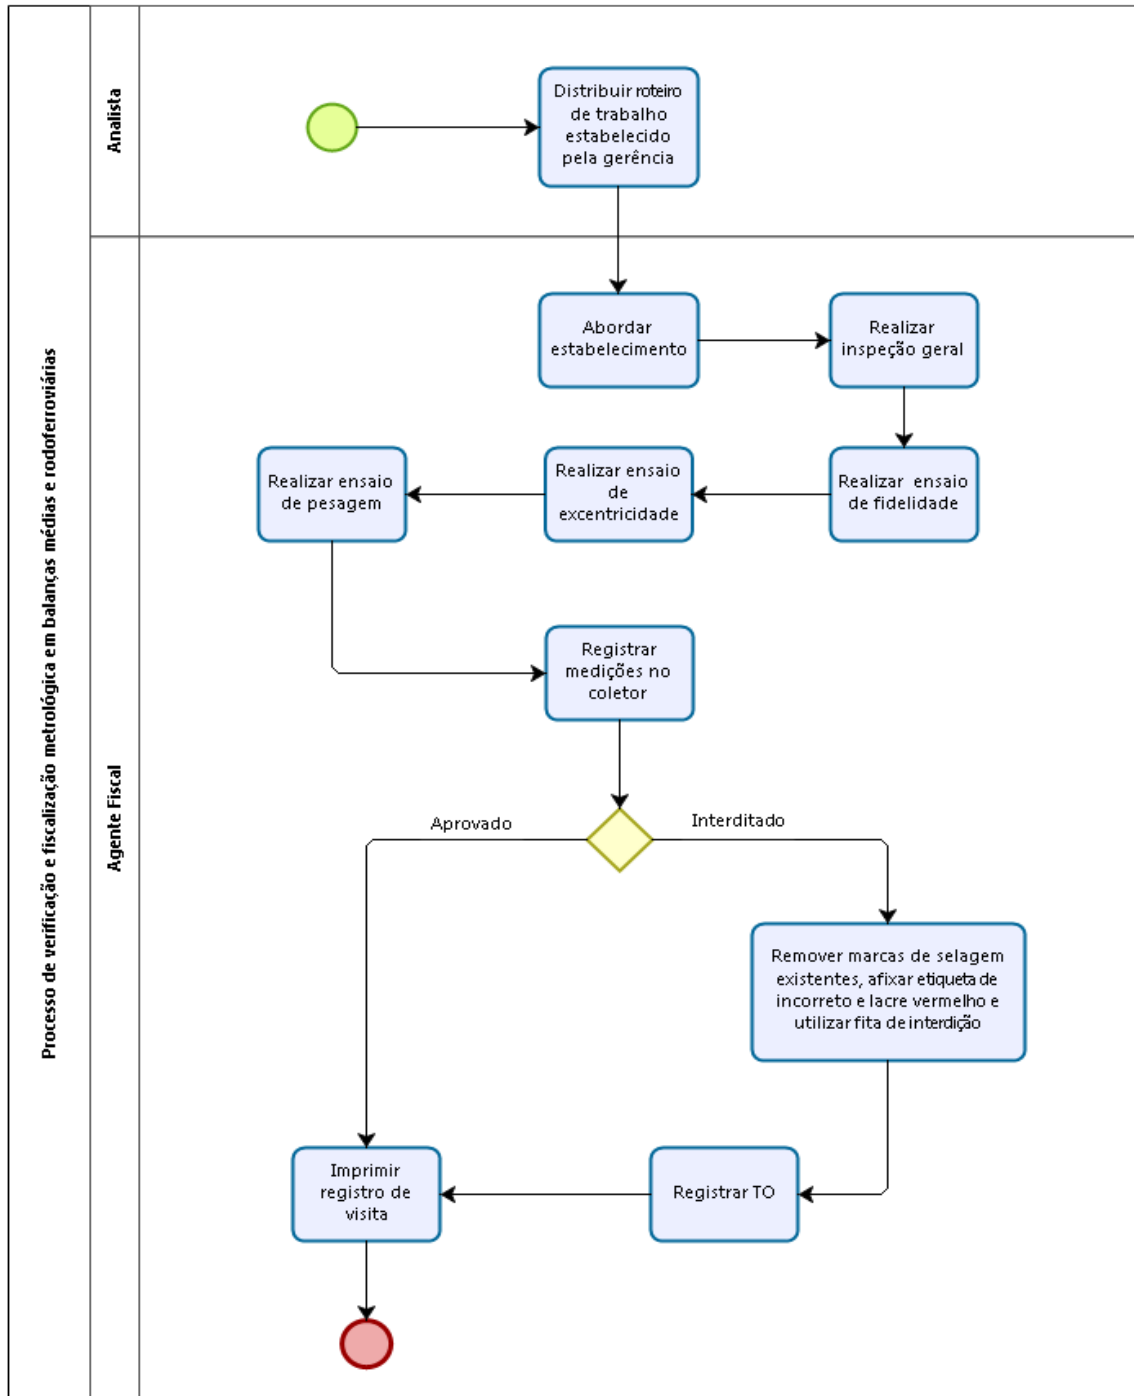 Processo de verificação e fiscalização metrológica em balanças médias e rodoferroviárias
Analista
Distribuir roteiro
de trabalho
estabelecido
pela gerência
Agente Fiscal
Abordar
estabelecimento
Realizar
inspeção geral
Realizar ensaio
de fidelidade
Realizar ensaio
de
excentricidade
Realizar ensaio
de pesagem
Registrar
medições no
coletor
Aprovado
Interditado
Remover marcas de selagem
existentes, afixar etiqueta de
incorreto e lacre vermelho e
utilizar fita de interdição
Registrar TO
Imprimir
registro de
visita